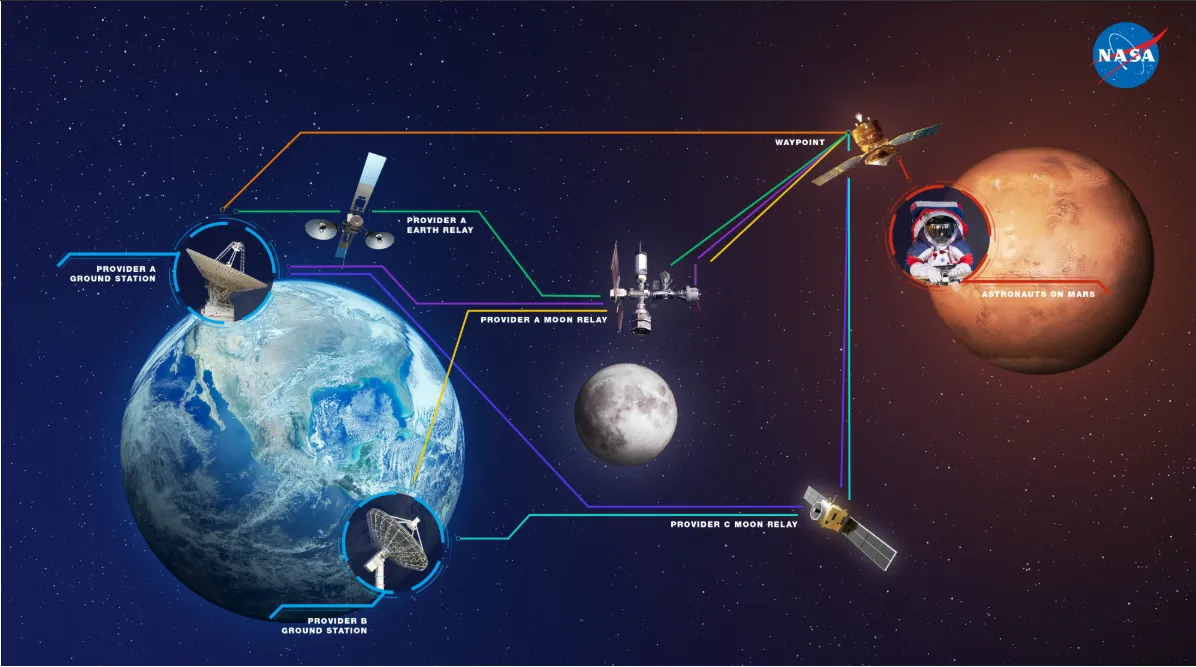 NASA
WAYPOINT
PROVIDER A
EARTH RELAY
PROVIDER A
GROUND STATION
ASTRONAUTS ON MARS
PROVIDER A MOON RELAY
PROVIDER C MOON RELAY
PROVIDER B
GROUND STATION